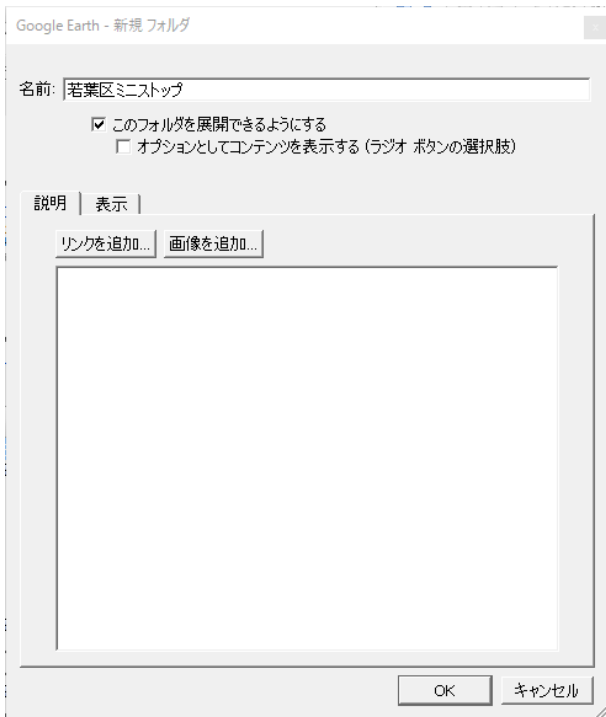 Google Earth - 新規 フォルダ
x
名前: 若葉区ミニストップ
このフォルダを展開できるようにする
オプションとしてコンテンツを表示する (ラジオ ボタンの選択肢)
説明 表示
リンクを追加... 画像を追加...
OK キャンセル